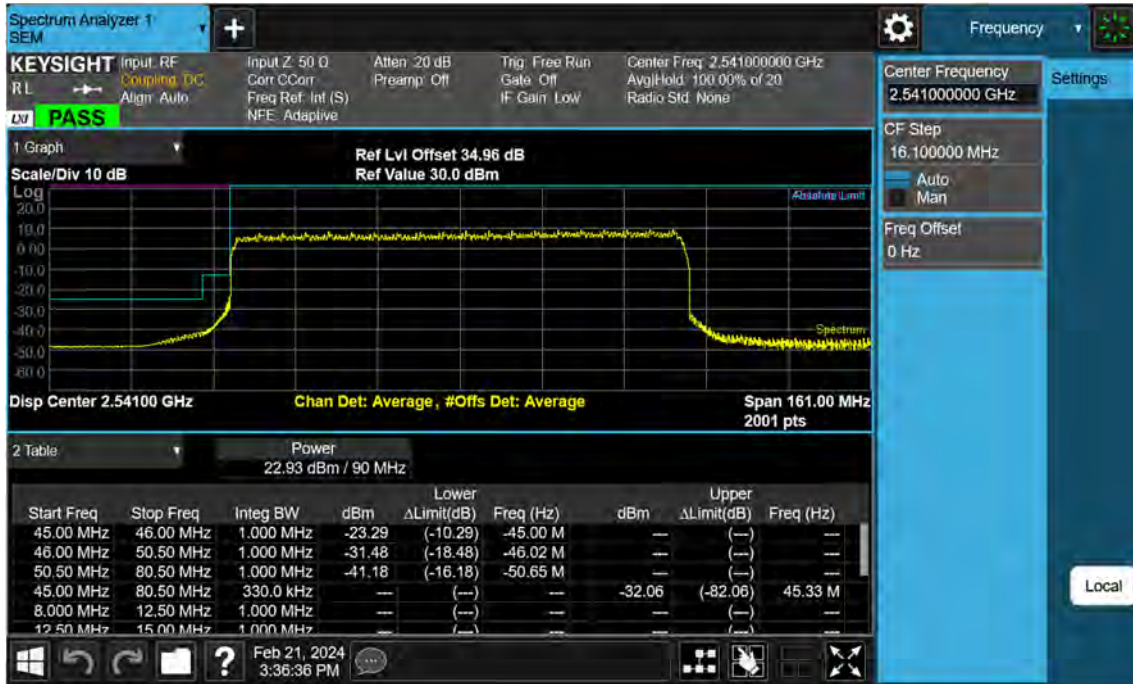 Spectrum Analyzer 1
SEM
Frequency
KEYSIGHT
RL
PASS
Input: RF
Coupling: DC
Align: Auto
Input Z: 50 Ω
Corr CCorr
Freq Ref: Int (S)
NFE: Adaptive
Atten: 20 dB
Preamp: Off
Trig: Free Run
Gate: Off
IF Gain: Low
Center Freq: 2.541000000 GHz
Avg|Hold: 100.00% of 20
Radio Std: None
Center Frequency
2.541000000 GHz
Settings
CF Step
16.100000 MHz
Auto
Man
Freq Offset
0 Hz
Local
1 Graph
Scale/Div 10 dB
Ref Lvl Offset 34.96 dB
Ref Value 30.0 dBm
Log
20.0
10.0
0.00
-10.0
-20.0
-30.0
-40.0
-50.0
-60.0
Absolute Limit
Spectrum
Disp Center 2.54100 GHz
Chan Det: Average, #Offs Det: Average
Span 161.00 MHz
2001 pts
2 Table
Power
22.93 dBm / 90 MHz
Lower Upper
Start Freq Stop Freq Integ BW dBm ΔLimit(dB) Freq (Hz) dBm ΔLimit(dB) Freq (Hz)
45.00 MHz 46.00 MHz 1.000 MHz -23.29 (-10.29) -45.00 M --- (---) ---
46.00 MHz 50.50 MHz 1.000 MHz -31.48 (-18.48) -46.02 M --- (---) ---
50.50 MHz 80.50 MHz 1.000 MHz -41.18 (-16.18) -50.65 M --- (---) ---
45.00 MHz 80.50 MHz 330.0 kHz --- (---) --- -32.06 (-82.06) 45.33 M
8.000 MHz 12.50 MHz 1.000 MHz --- (---) --- --- (---) ---
12.50 MHz 15.00 MHz 1.000 MHz --- (---) --- --- (---) ---
Feb 21, 2024
3:36:36 PM